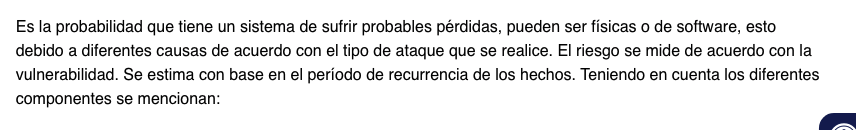 Es la probabilidad que tiene un sistema de sufrir probables pérdidas, pueden ser físicas o de software, esto
debido a diferentes causas de acuerdo con el tipo de ataque que se realice. El riesgo se mide de acuerdo con la
vulnerabilidad. Se estima con base en el período de recurrencia de los hechos. Teniendo en cuenta los diferentes
componentes se mencionan: